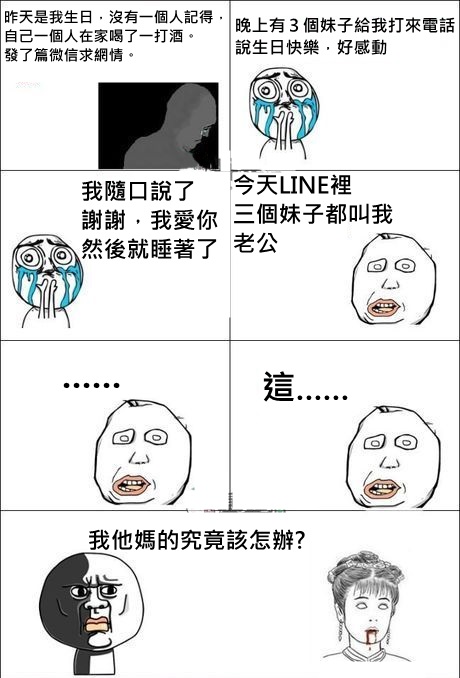 昨天是我生日，沒有一個人記得，
自己一個人在家喝了一打酒。
發了篇微信求網情。
晚上有３個妹子給我打來電話
說生日快樂，好感動
我隨口說了
謝謝，我愛你
然後就睡著了
今天LINE裡
三個妹子都叫我
老公
......
這......
我他媽的究竟該怎辦?